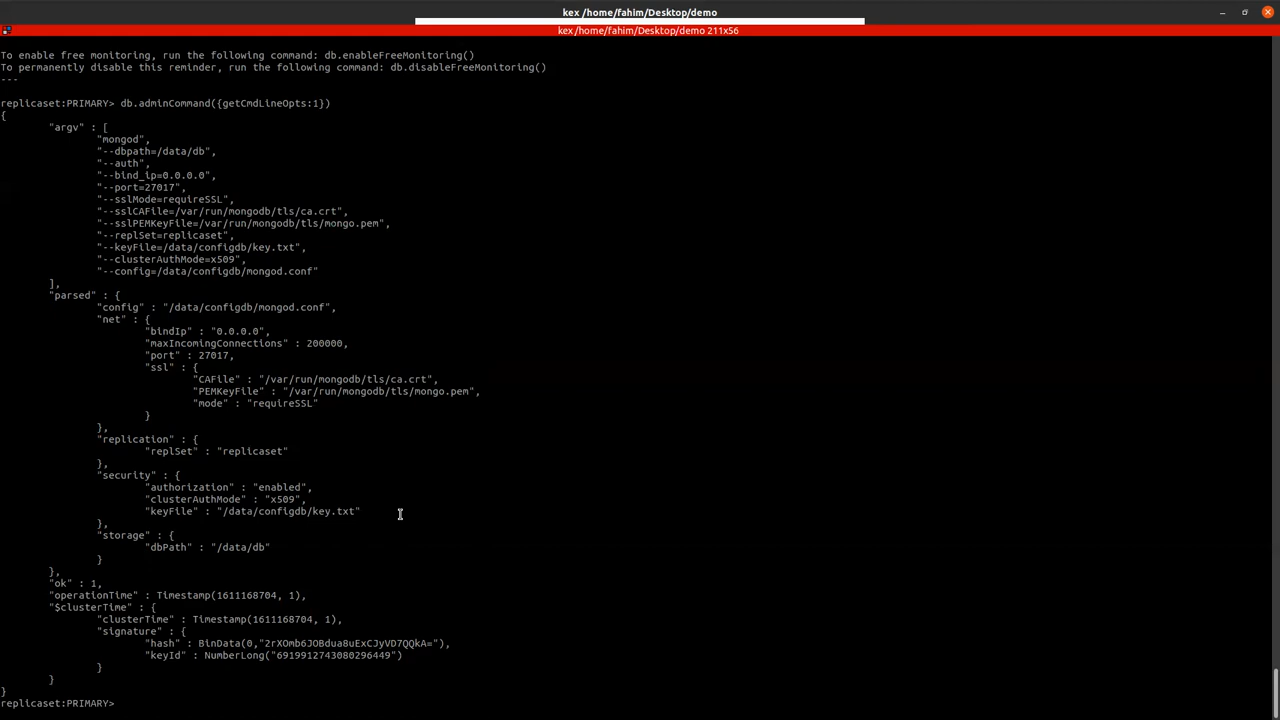 kex /home/fahim/Desktop/demo
kex /home/fahim/Desktop/demo 211x56
To enable free monitoring, run the following command: db.enableFreeMonitoring()
To permanently disable this reminder, run the following command: db.disableFreeMonitoring()
---
replicaset:PRIMARY> db.adminCommand({getCmdLineOpts:1})
{
"argv" : [
"mongod",
"--dbpath=/data/db",
"--auth",
"--bind_ip=0.0.0.0",
"--port=27017",
"--sslMode=requireSSL",
"--sslCAFile=/var/run/mongodb/tls/ca.crt",
"--sslPEMKeyFile=/var/run/mongodb/tls/mongo.pem",
"--replSet=replicaset",
"--keyFile=/data/configdb/key.txt",
"--clusterAuthMode=x509",
"--config=/data/configdb/mongod.conf"
],
"parsed" : {
"config" : "/data/configdb/mongod.conf",
"net" : {
"bindIp" : "0.0.0.0",
"maxIncomingConnections" : 200000,
"port" : 27017,
"ssl" : {
"CAFile" : "/var/run/mongodb/tls/ca.crt",
"PEMKeyFile" : "/var/run/mongodb/tls/mongo.pem",
"mode" : "requireSSL"
}
},
"replication" : {
"replSet" : "replicaset"
},
"security" : {
"authorization" : "enabled",
"clusterAuthMode" : "x509",
"keyFile" : "/data/configdb/key.txt"
},
"storage" : {
"dbPath" : "/data/db"
}
},
"ok" : 1,
"operationTime" : Timestamp(1611168704, 1),
"$clusterTime" : {
"clusterTime" : Timestamp(1611168704, 1),
"signature" : {
"hash" : BinData(0,"2rXOmb6JOBdua8uExCJyVD7QQkA="),
"keyId" : NumberLong("6919912743080296449")
}
}
}
replicaset:PRIMARY>